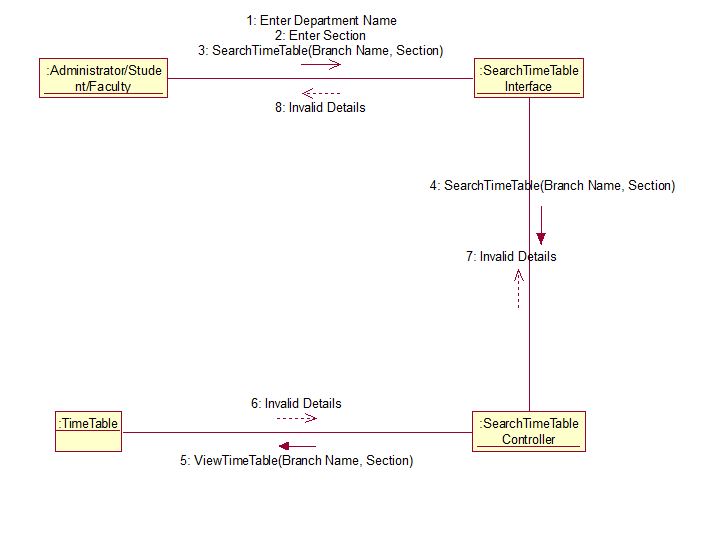 1: Enter Department Name
2: Enter Section
3: SearchTimeTable(Branch Name, Section)
:Administrator/Stude
nt/Faculty
:SearchTimeTable
Interface
8: Invalid Details
4: SearchTimeTable(Branch Name, Section)
7: Invalid Details
6: Invalid Details
:TimeTable
:SearchTimeTable
Controller
5: ViewTimeTable(Branch Name, Section)